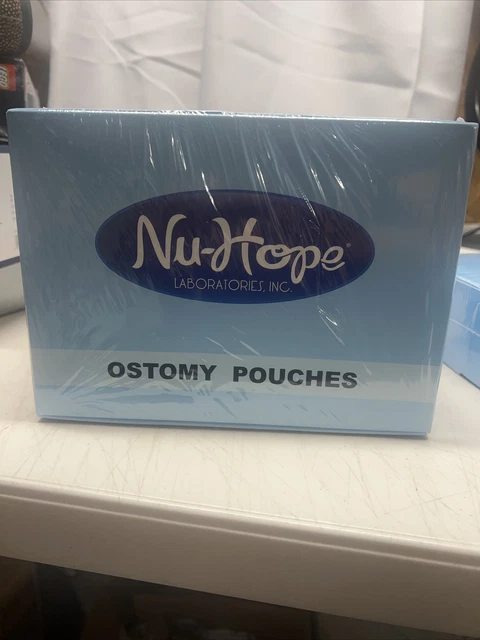 Nu-Hope®
LABORATORIES, INC.
OSTOMY POUCHES